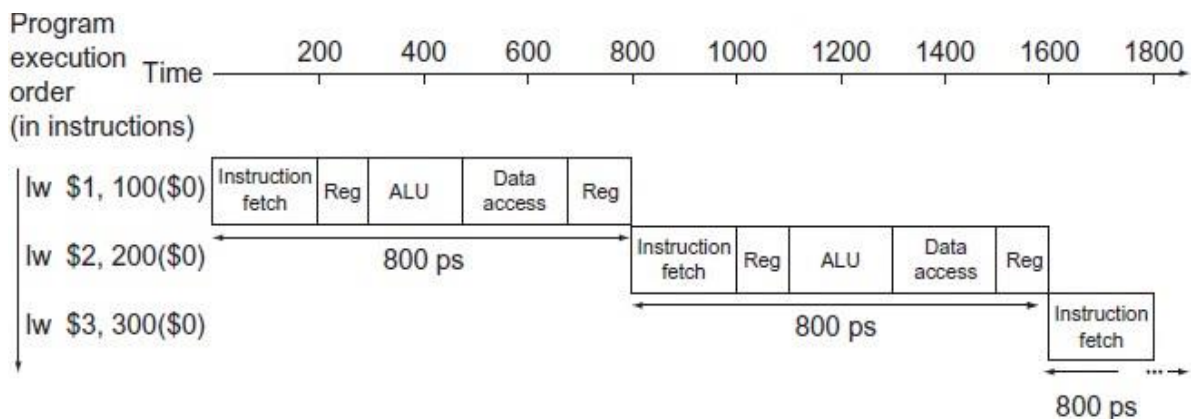 Program
execution
order
(in instructions)
Time
200 400 600 800 1000 1200 1400 1600 1800
lw $1, 100($0)
Instruction
fetch
Reg
ALU
Data
access
Reg
800 ps
lw $2, 200($0)
Instruction
fetch
Reg
ALU
Data
access
Reg
800 ps
lw $3, 300($0)
Instruction
fetch
...
800 ps